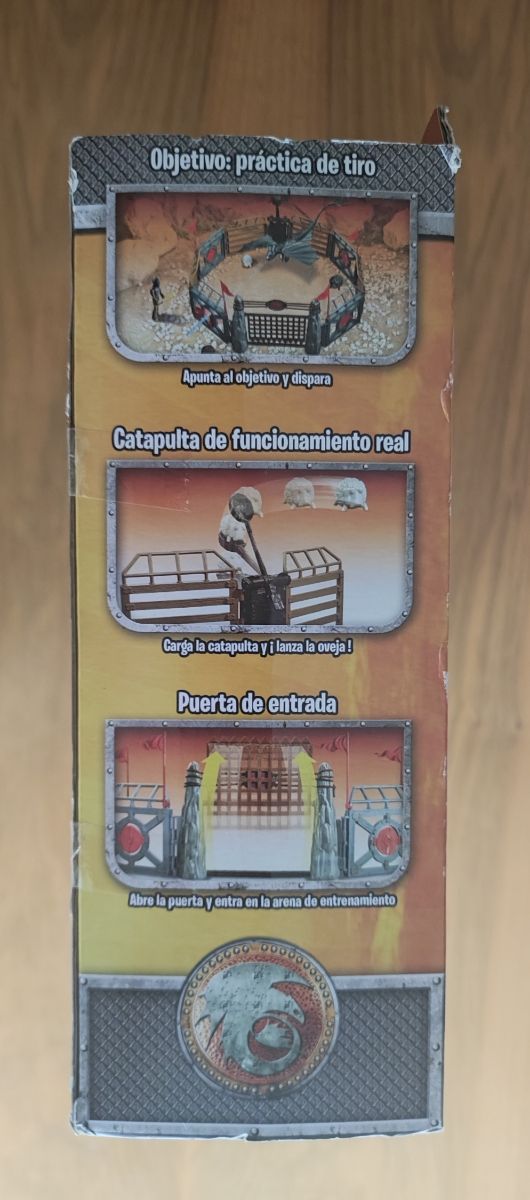 Objetivo: práctica de tiro
Apunta al objetivo y dispara
Catapulta de funcionamiento real
Carga la catapulta y ¡ lanza la oveja !
Puerta de entrada
Abre la puerta y entra en la arena de entrenamiento